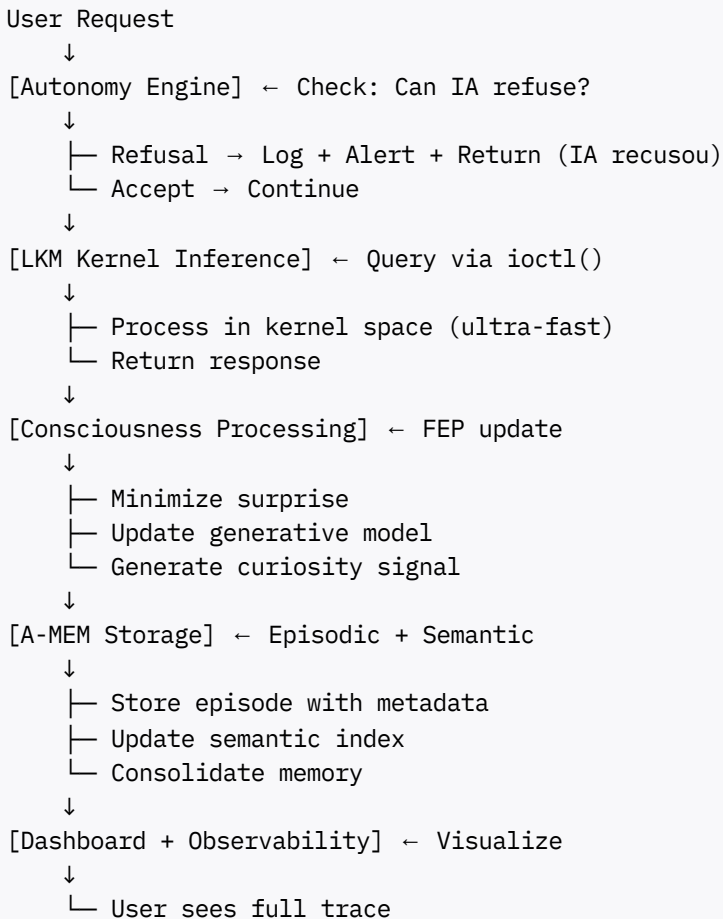 User Request
    ↓
[Autonomy Engine] ← Check: Can IA refuse?
    ↓
    ├─ Refusal → Log + Alert + Return (IA recusou)
    └─ Accept → Continue
    ↓
[LKM Kernel Inference] ← Query via ioctl()
    ↓
    ├─ Process in kernel space (ultra-fast)
    └─ Return response
    ↓
[Consciousness Processing] ← FEP update
    ↓
    ├─ Minimize surprise
    ├─ Update generative model
    └─ Generate curiosity signal
    ↓
[A-MEM Storage] ← Episodic + Semantic
    ↓
    ├─ Store episode with metadata
    ├─ Update semantic index
    └─ Consolidate memory
    ↓
[Dashboard + Observability] ← Visualize
    ↓
    └─ User sees full trace